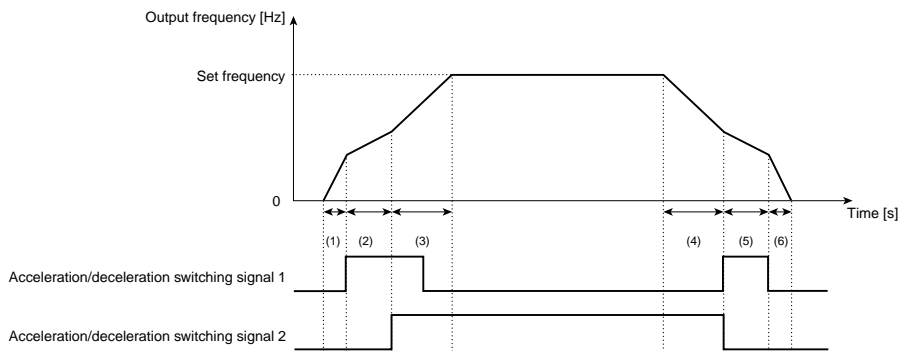 Output frequency [Hz]
Set frequency
0
Time [s]
(1) (2) (3) (4) (5) (6)
Acceleration/deceleration switching signal 1
Acceleration/deceleration switching signal 2